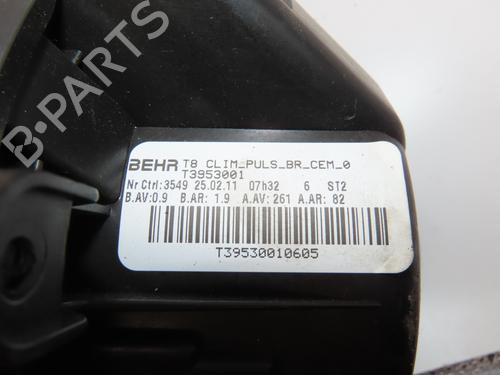 BEHR T8 CLIM_PULS_BR_CEM_0
T3953001
Nr Ctrl:3549 25.02.11 07h32 6 ST2
B.AV:0.9 B.AR: 1.9 A.AV: 261 A.AR: 82
T39530010605
B-PARTS